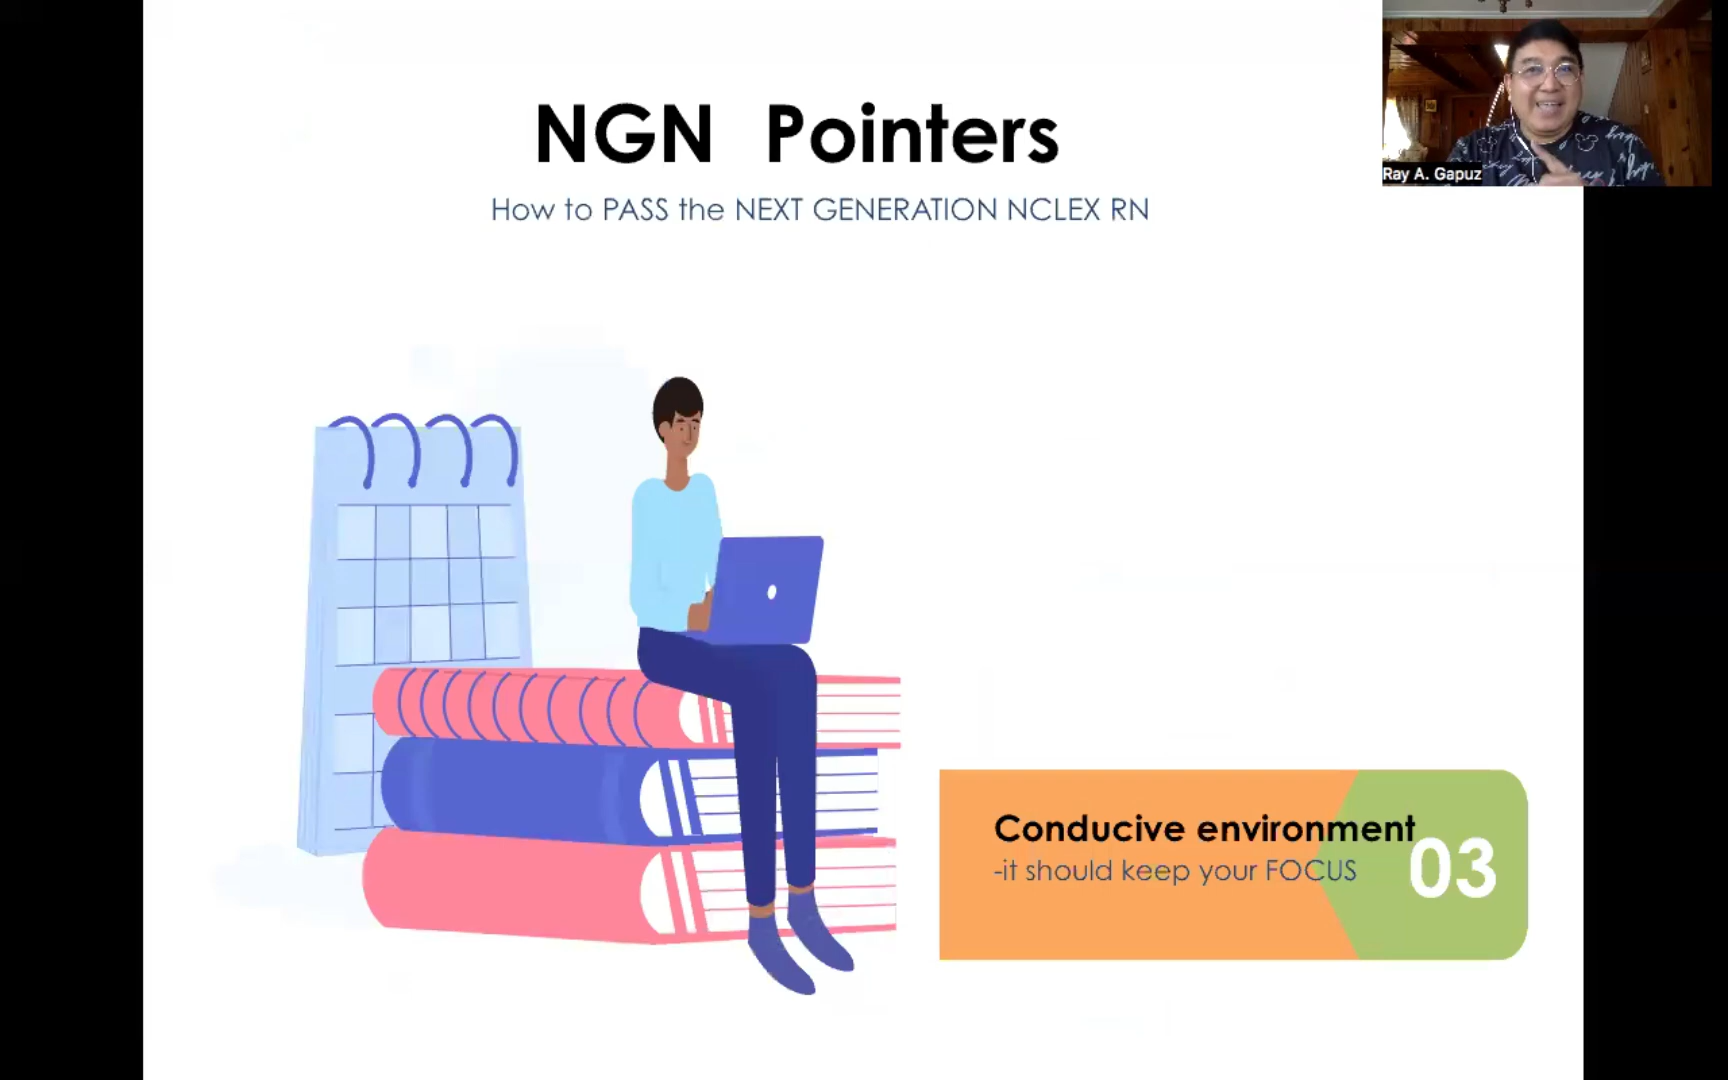 NGN Pointers
How to PASS the NEXT GENERATION NCLEX RN
Ray A. Gapuz
Conducive environment
-it should keep your FOCUS
03